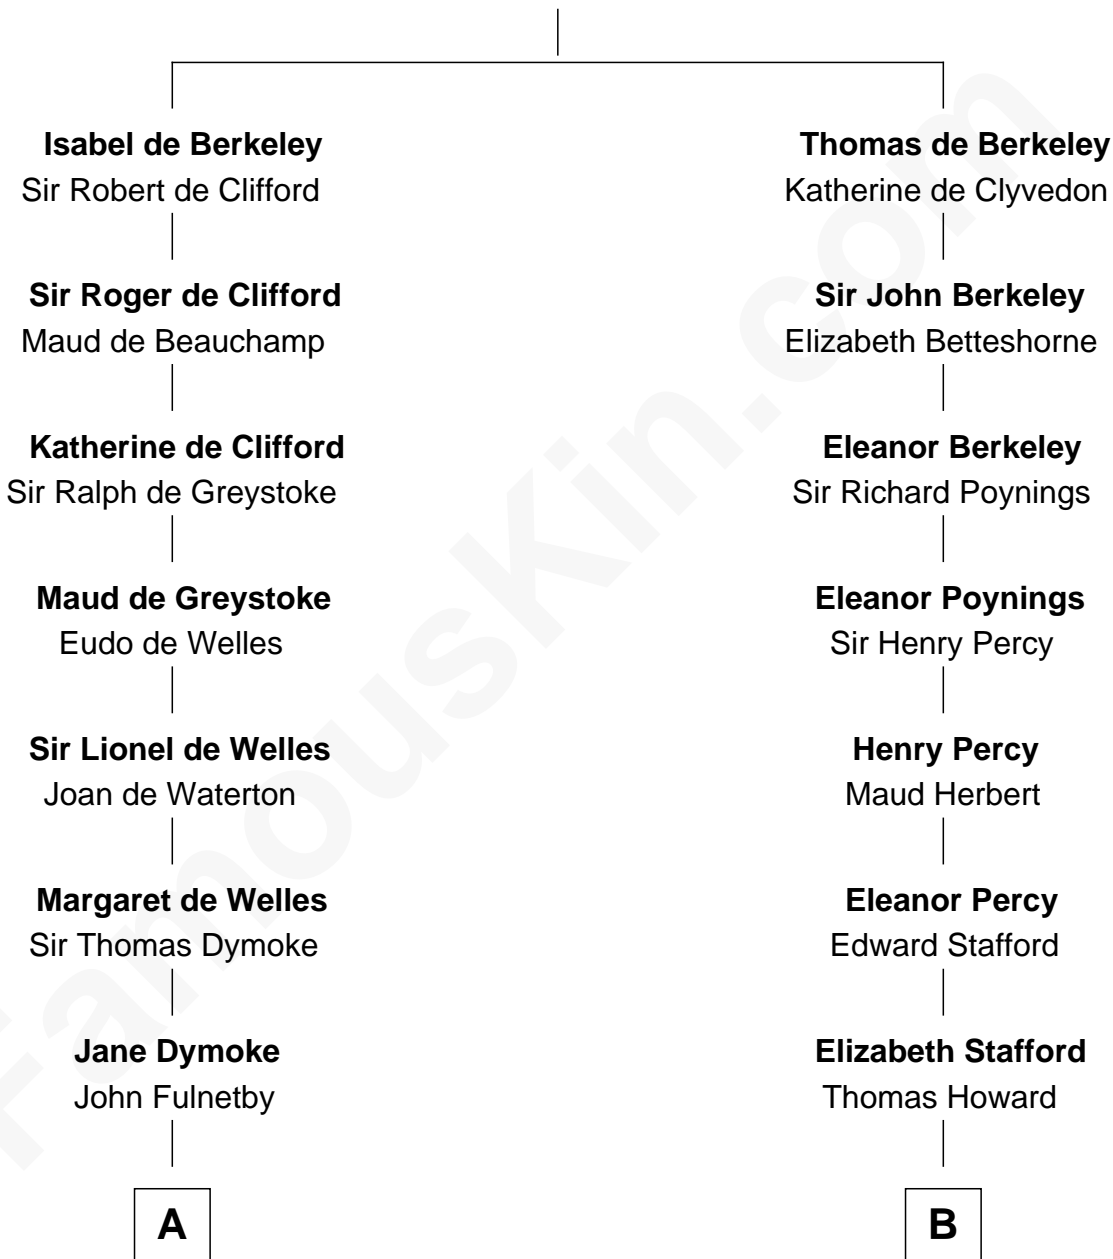 Isabel de Berkeley
Sir Robert de Clifford
Sir Roger de Clifford
Maud de Beauchamp
Katherine de Clifford
Sir Ralph de Greystoke
Maud de Greystoke
Eudo de Welles
Sir Lionel de Welles
Joan de Waterton
Margaret de Welles
Sir Thomas Dymoke
Jane Dymoke
John Fulnetby
A
Thomas de Berkeley
Katherine de Clyvedon
Sir John Berkeley
Elizabeth Betteshorne
Eleanor Berkeley
Sir Richard Poynings
Eleanor Poynings
Sir Henry Percy
Henry Percy
Maud Herbert
Eleanor Percy
Edward Stafford
Elizabeth Stafford
Thomas Howard
B
FamousKin.com